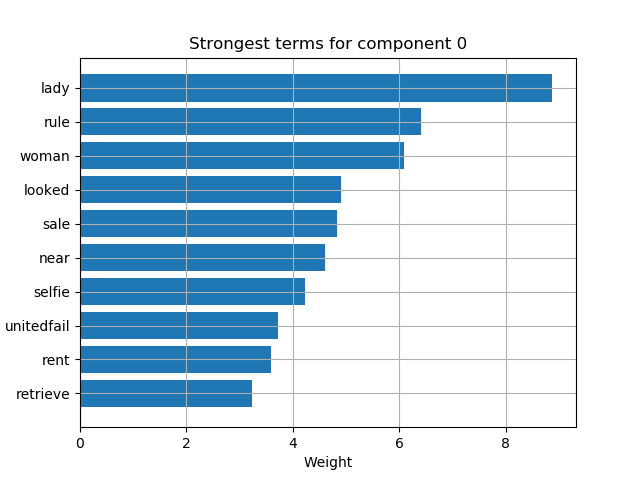 Strongest terms for component 0
lady
rule
woman
looked
sale
near
selfie
unitedfail
rent
retrieve
0 2 4 6 8
Weight